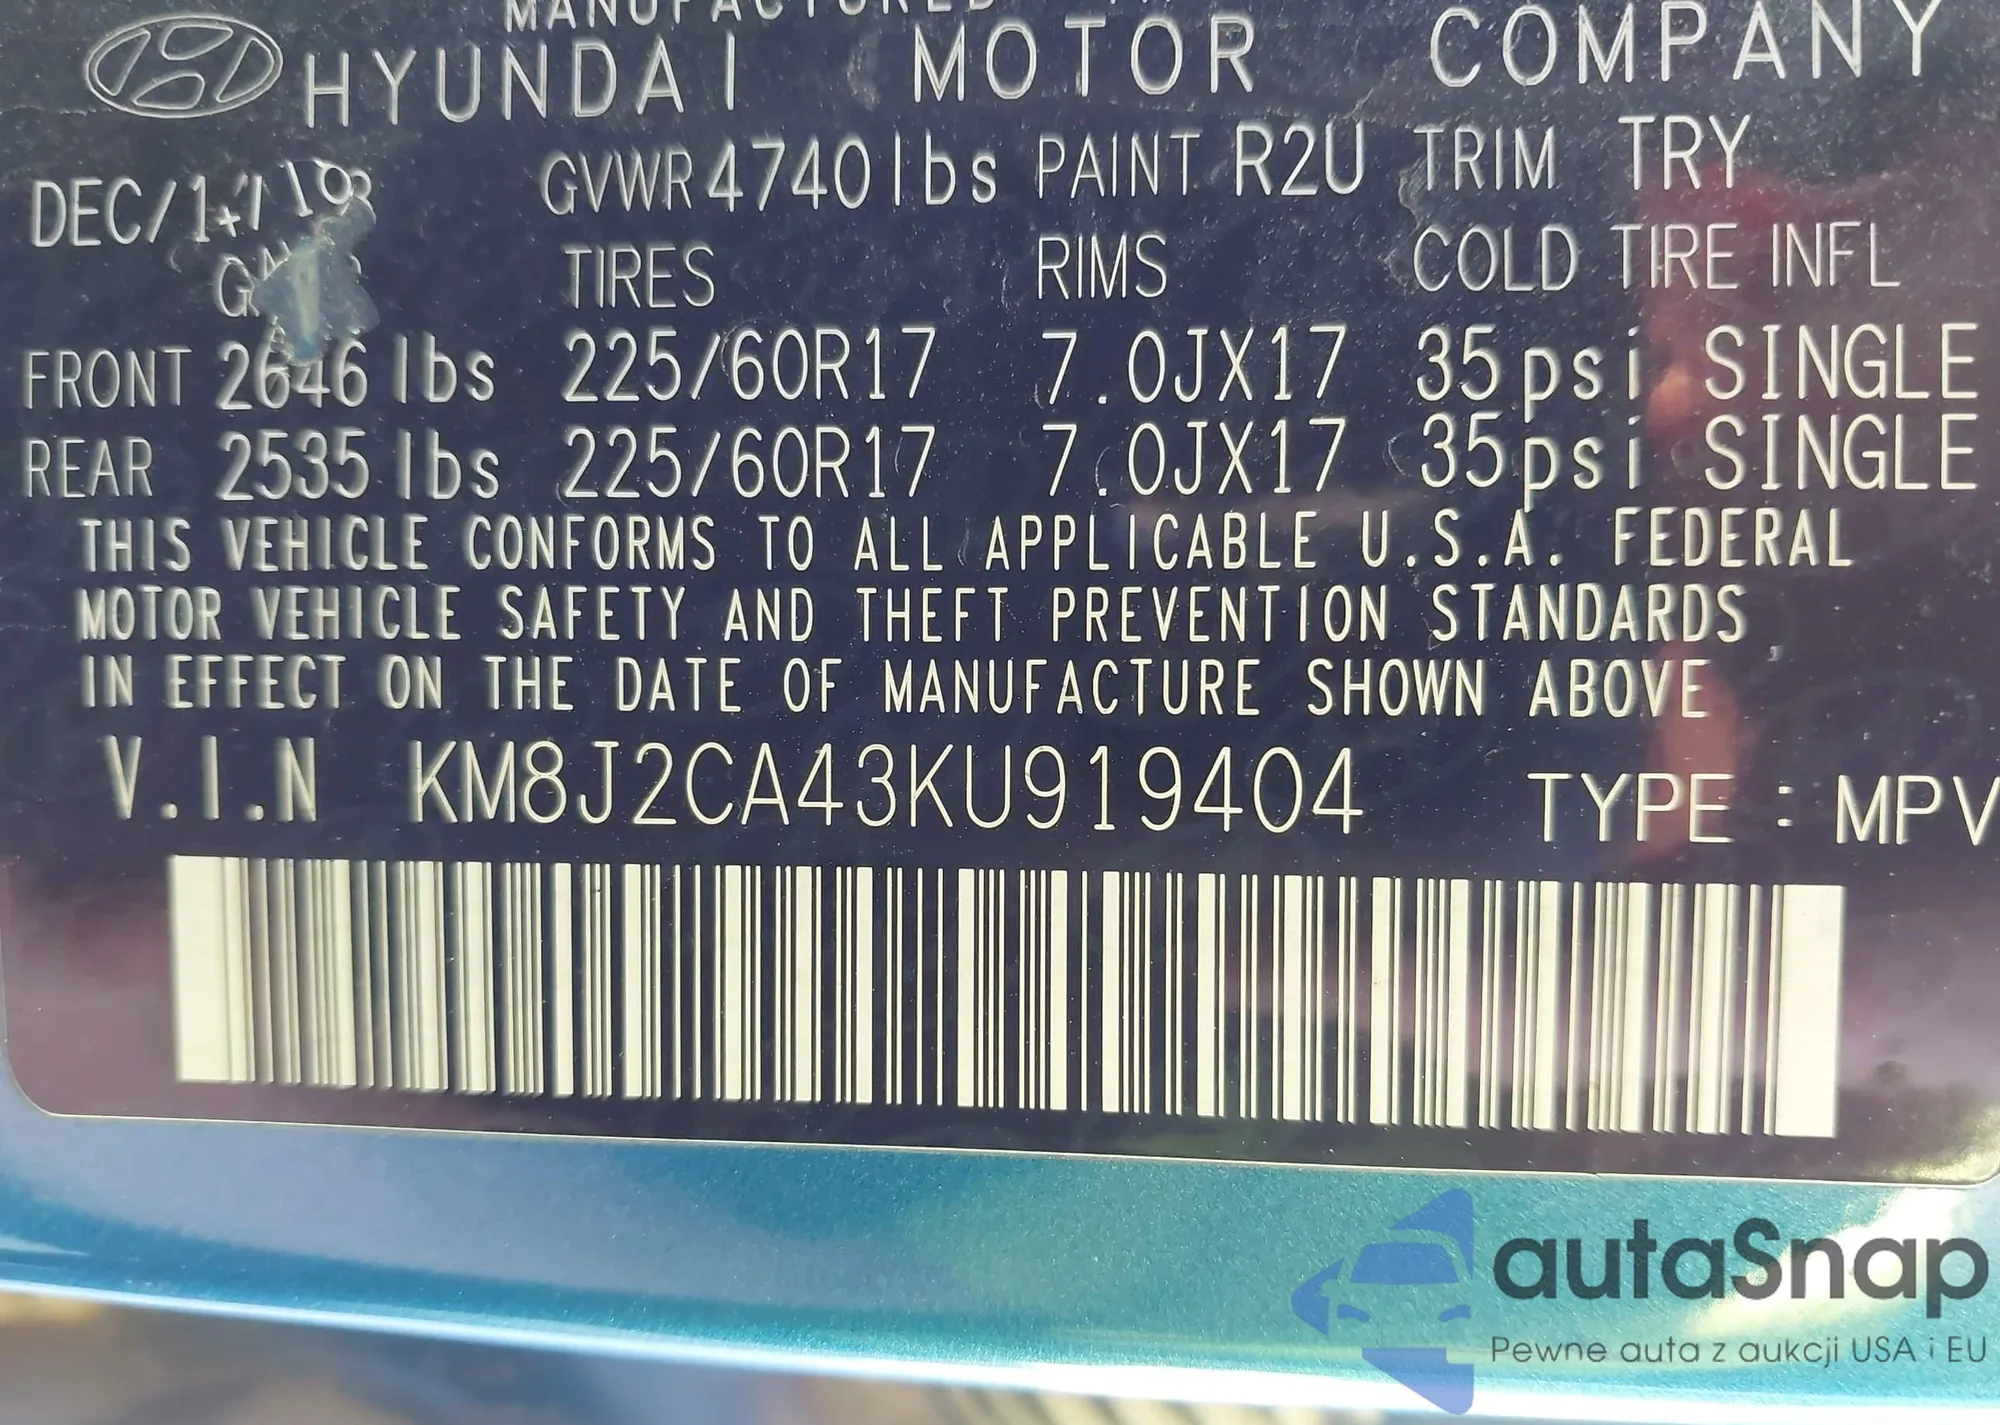 MANUFACTURED
HYUNDAI MOTOR COMPANY
DEC/ GVWR 4740 lbs PAINT R2U TRIM TRY
TIRES RIMS COLD TIRE INFL
FRONT 2646 lbs 225/60R17 7.0JX17 35psi SINGLE
REAR 2535 lbs 225/60R17 7.0JX17 35psi SINGLE
THIS VEHICLE CONFORMS TO ALL APPLICABLE U.S.A. FEDERAL
MOTOR VEHICLE SAFETY AND THEFT PREVENTION STANDARDS
IN EFFECT ON THE DATE OF MANUFACTURE SHOWN ABOVE
V.I.N KM8J2CA43KU919404 TYPE : MPV
autaSnap
Pewne auta z aukcji USA i EU